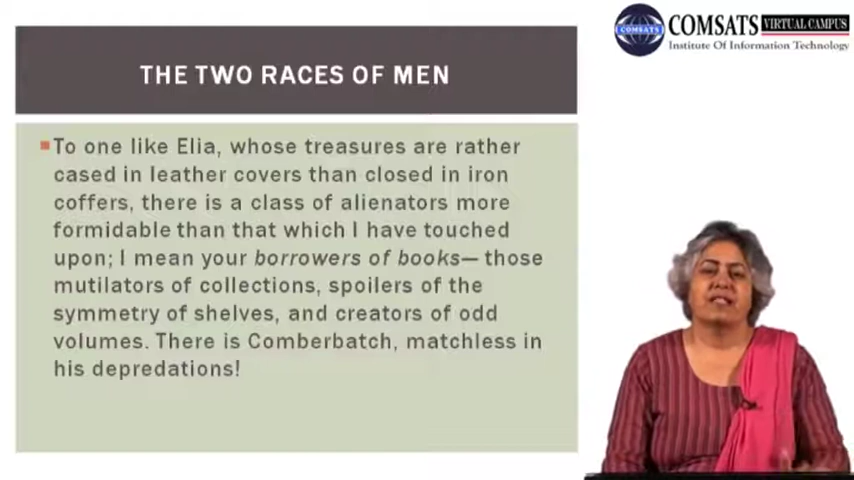 COMSATS VIRTUAL CAMPUS
COMSATS
Institute Of Information Technology
THE TWO RACES OF MEN
To one like Elia, whose treasures are rather
cased in leather covers than closed in iron
coffers, there is a class of alienators more
formidable than that which I have touched
upon; I mean your borrowers of books— those
mutilators of collections, spoilers of the
symmetry of shelves, and creators of odd
volumes. There is Comberbatch, matchless in
his depredations!